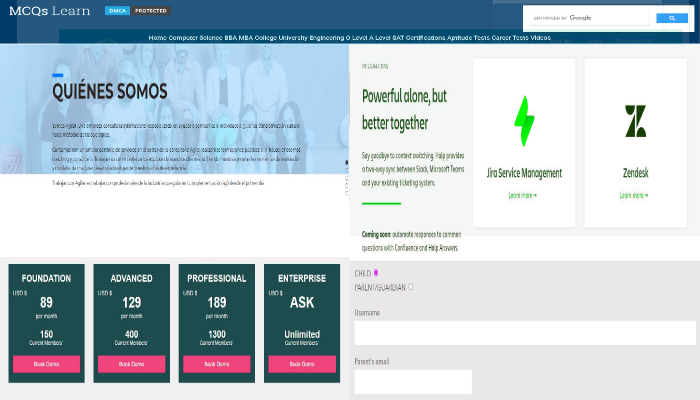 MCQs Learn
DMCA PROTECTED
ENHANCED BY Google
Home Computer Science BBA MBA College University Engineering O Level A Level SAT Certifications Aptitude Tests Career Tests Videos
QUIÉNES SOMOS
INTEGRATIONS
Powerful alone, but
better together
Say goodbye to context switching. Help provides
a two-way sync between Slack, Microsoft Teams
and your existing ticketing system.
Coming soon: automate responses to common
questions with Confluence and Help Answers.
Jira Service Management
Learn more
Zendesk
Learn more
FOUNDATION
USD $
89
per month
150
Current Members'
Book Demo
ADVANCED
USD $
129
per month
400
Current Members'
Book Demo
PROFESSIONAL
USD $
189
per month
1300
Current Members'
Book Demo
ENTERPRISE
USD $
ASK
Unlimited
Current Members'
Book Demo
CHILD
PARENT/GUARDIAN
Username
Parent's email